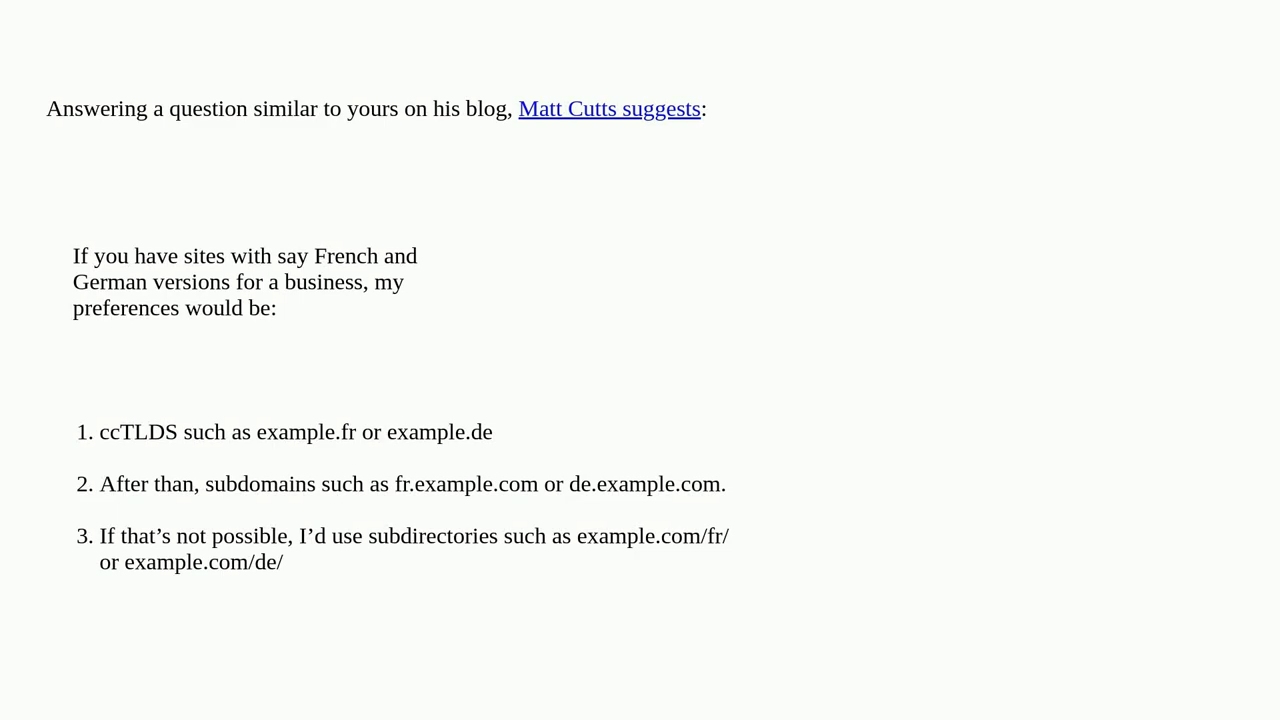 Answering a question similar to yours on his blog, Matt Cutts suggests:
If you have sites with say French and
German versions for a business, my
preferences would be:
1. ccTLDS such as example.fr or example.de
2. After than, subdomains such as fr.example.com or de.example.com.
3. If that’s not possible, I’d use subdirectories such as example.com/fr/
or example.com/de/